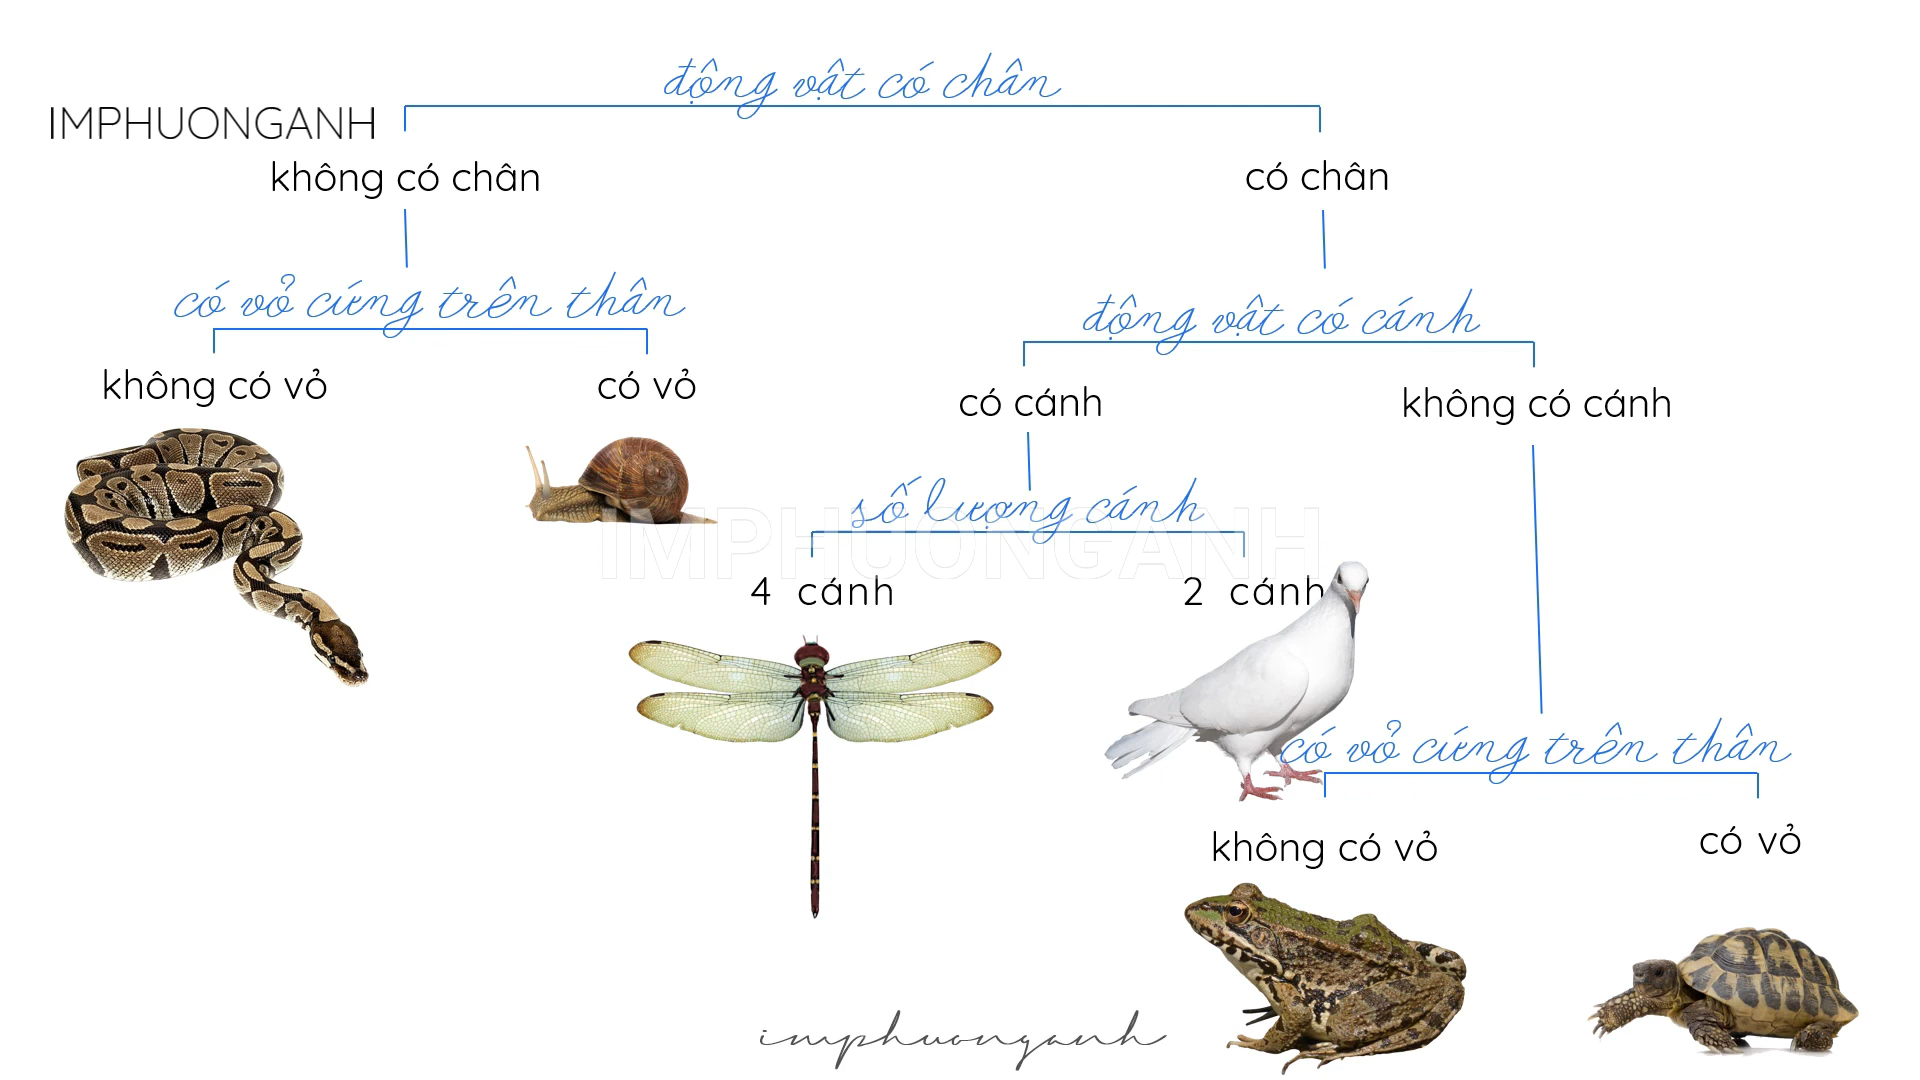 động vật có chân
IMPHUONGANH
không có chân
có chân
có vỏ cứng trên thân
động vật có cánh
không có vỏ
có vỏ
có cánh
không có cánh
số lượng cánh
IMPHUONGANH
4 cánh
2 cánh
có vỏ cứng trên thân
không có vỏ
có vỏ
imphuonganh